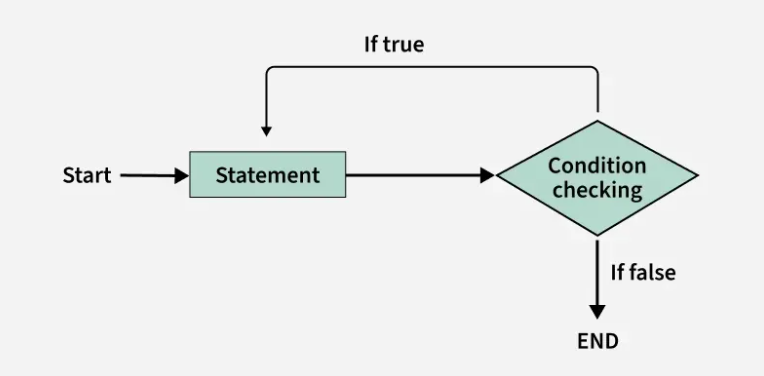 If true
Start
Statement
Condition
checking
If false
END